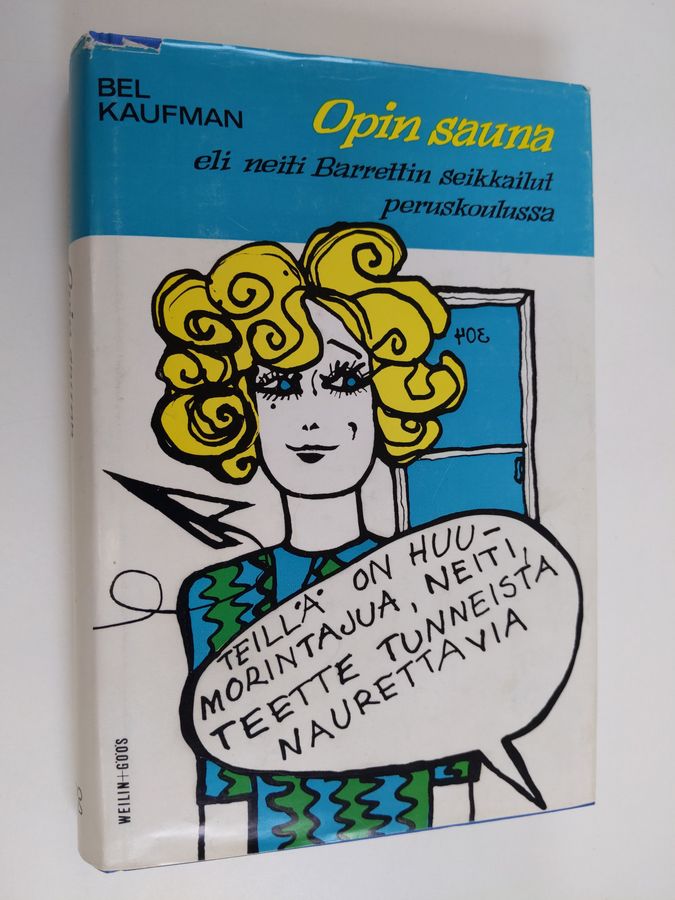 BEL
KAUFMAN
Opin sauna
eli neiti Barrettin seikkailut
peruskoulussa
304
TEILLÄ ON HUU-
MORINTAJUA, NEITI,
TEETTE TUNNEISTA
NAURETTAVIA
WEILIN+GÖÖS